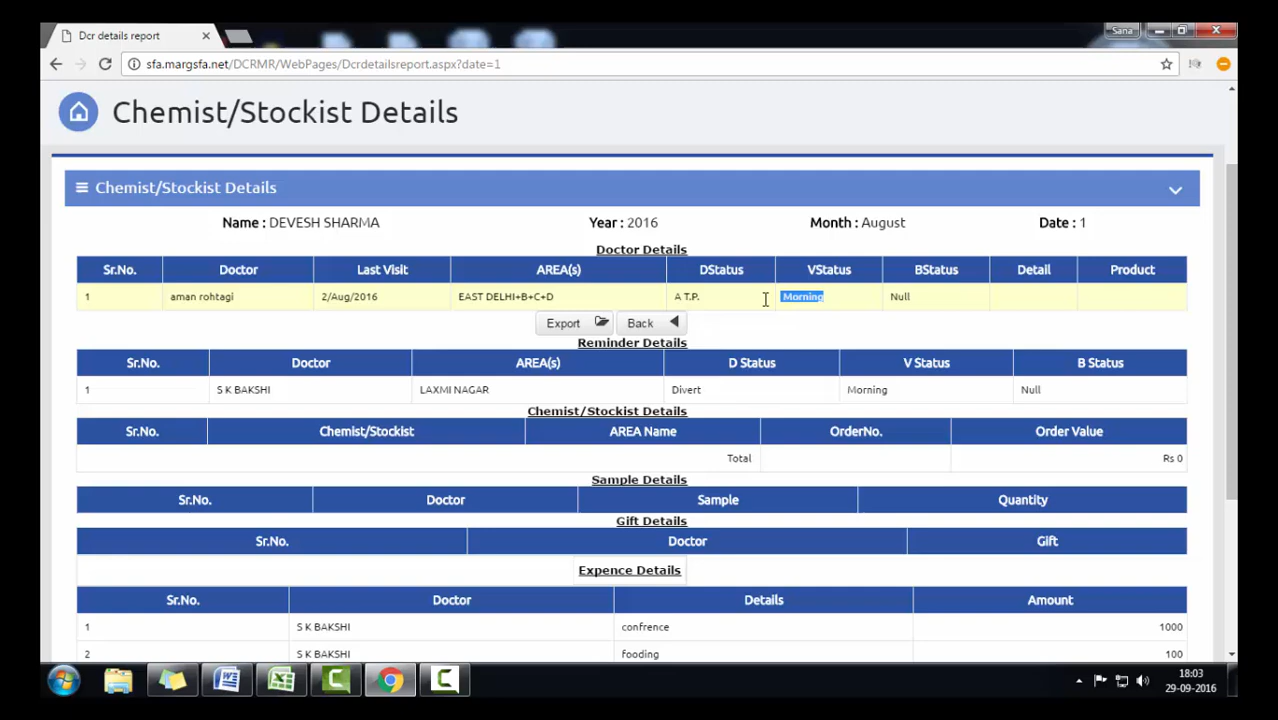 Dcr details report
Sana
sfa.margsfa.net/DCRMR/WebPages/Dcrdetailsreport.aspx?date=1
Chemist/Stockist Details
Chemist/Stockist Details
Name : DEVESH SHARMA Year : 2016 Month : August Date : 1
Doctor Details
Sr.No. Doctor Last Visit AREA(s) DStatus VStatus BStatus Detail Product
1 aman rohtagi 2/Aug/2016 EAST DELHI+B+C+D A T.P. Morning Null
Export Back
Reminder Details
Sr.No. Doctor AREA(s) D Status V Status B Status
1 S K BAKSHI LAXMI NAGAR Divert Morning Null
Chemist/Stockist Details
Sr.No. Chemist/Stockist AREA Name OrderNo. Order Value
Total Rs 0
Sample Details
Sr.No. Doctor Sample Quantity
Gift Details
Sr.No. Doctor Gift
Expence Details
Sr.No. Doctor Details Amount
1 S K BAKSHI confrence 1000
2 S K BAKSHI fooding 100
18:03
29-09-2016